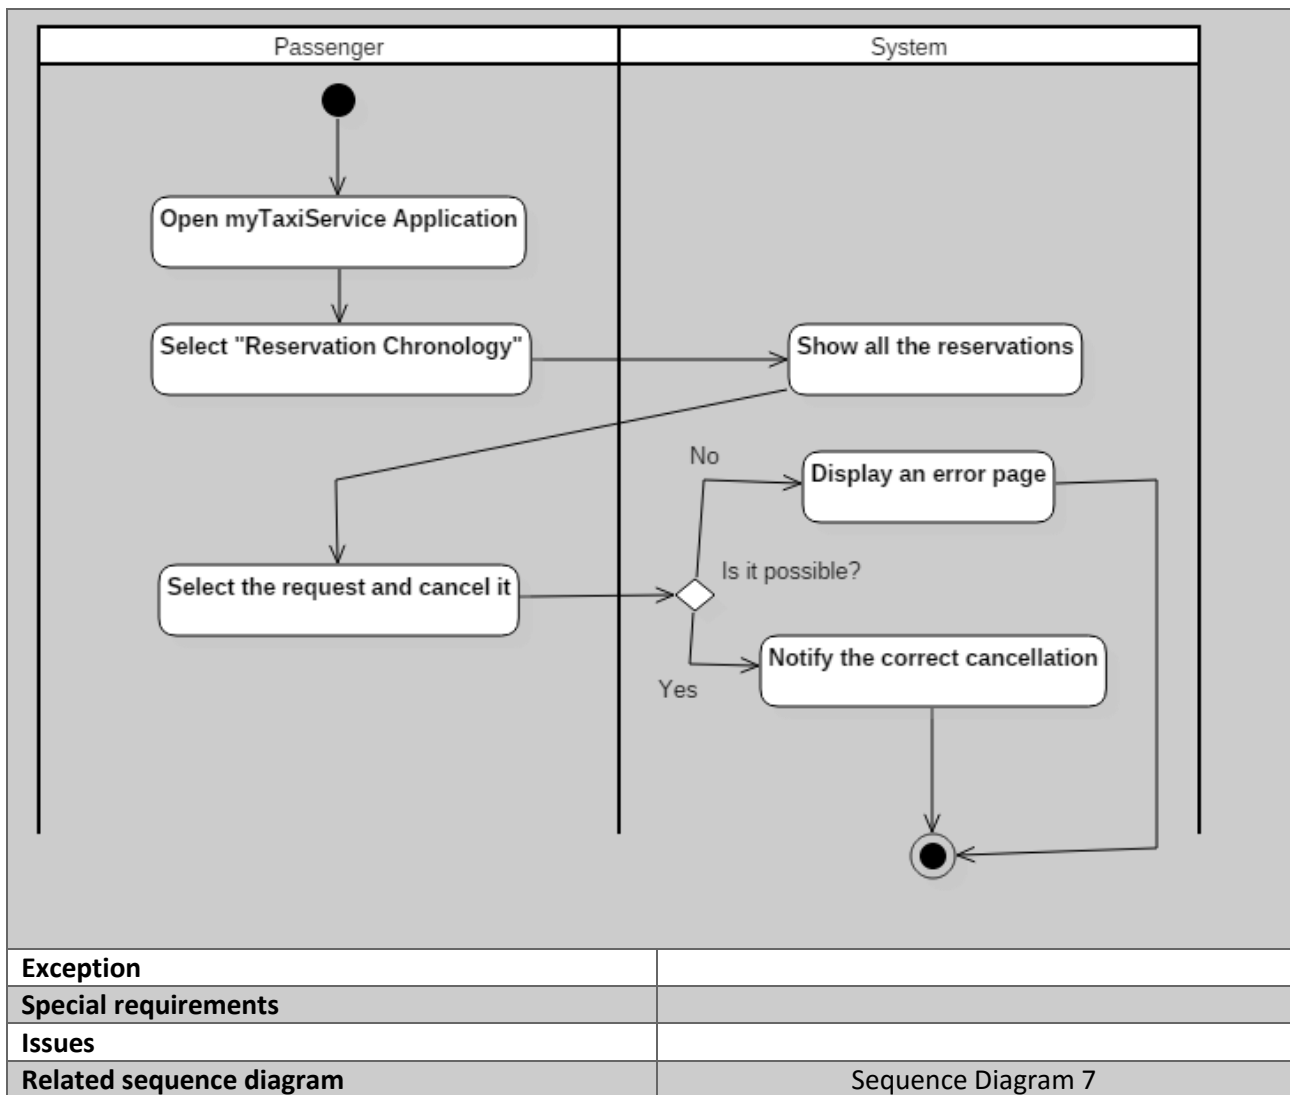 Passenger
System
Open myTaxiService Application
Select "Reservation Chronology"
Show all the reservations
No
Display an error page
Is it possible?
Select the request and cancel it
Notify the correct cancellation
Yes
Exception
Special requirements
Issues
Related sequence diagram
Sequence Diagram 7